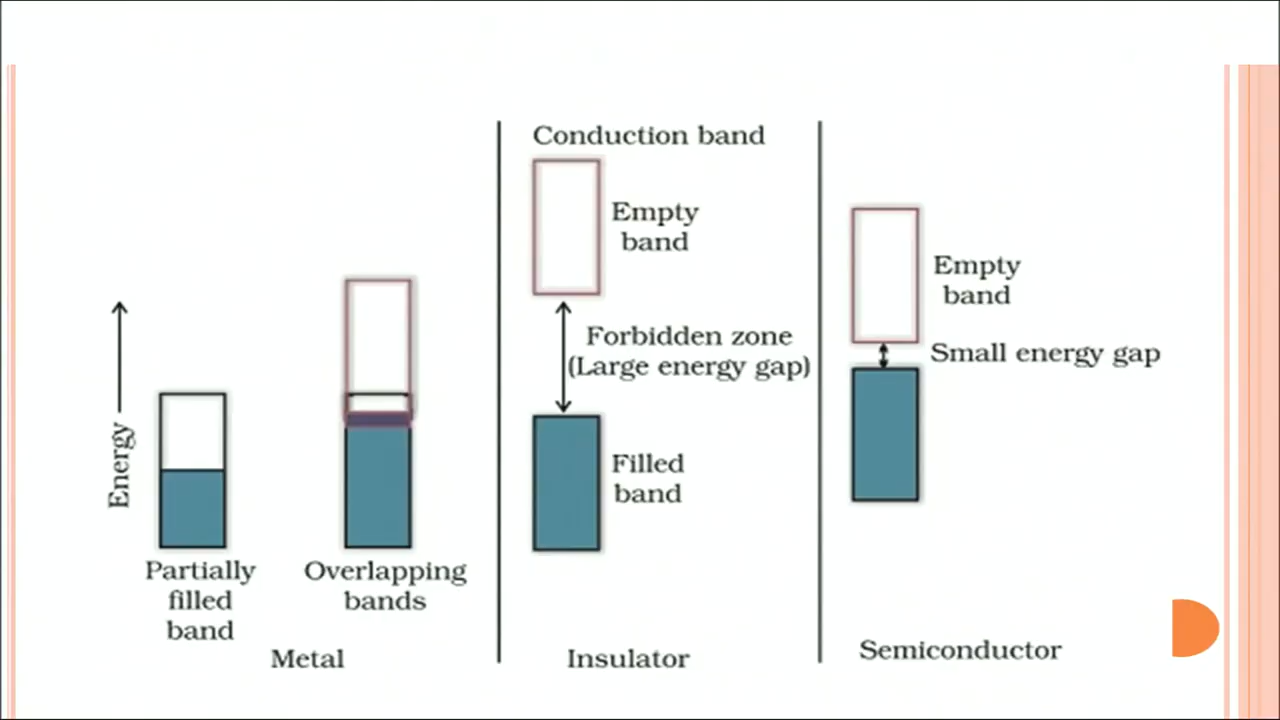 Energy
Partially
filled
band
Overlapping
bands
Metal
Conduction band
Empty
band
Forbidden zone
(Large energy gap)
Filled
band
Insulator
Empty
band
Small energy gap
Semiconductor